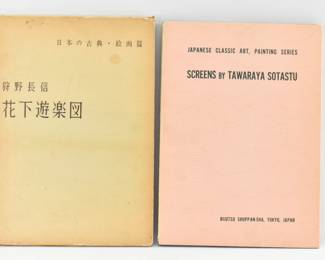 日本の古典・絵画篇
狩野長信
花下遊楽図
JAPANESE CLASSIC ART, PAINTING SERIES
SCREENS BY TAWARAYA SOTASTU
BIJUTSU SHUPPAN-SHA, TOKYO, JAPAN